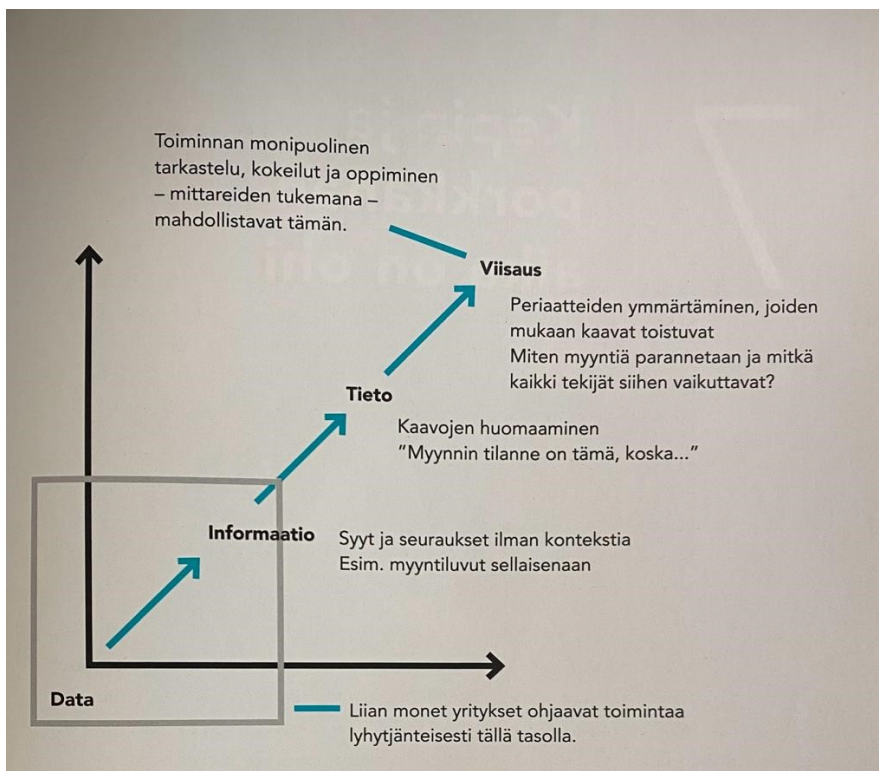 Toiminnan monipuolinen
tarkastelu, kokeilut ja oppiminen
– mittareiden tukemana –
mahdollistavat tämän.
Viisaus
Periaatteiden ymmärtäminen, joiden
mukaan kaavat toistuvat
Miten myyntiä parannetaan ja mitkä
kaikki tekijät siihen vaikuttavat?
Tieto
Kaavojen huomaaminen
”Myynnin tilanne on tämä, koska...”
Informaatio
Syyt ja seuraukset ilman kontekstia
Esim. myyntiluvut sellaisenaan
Data
Liian monet yritykset ohjaavat toimintaa
lyhytjänteisesti tällä tasolla.